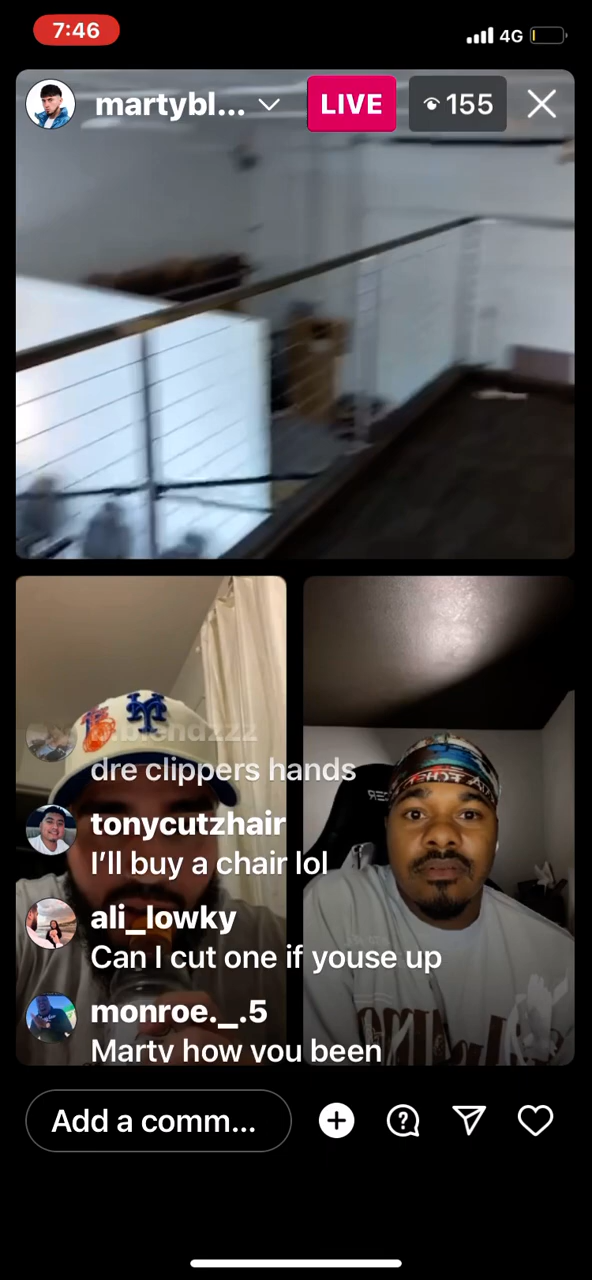 7:46
4G
martybl...
LIVE
155
dre clippers hands
tonycutzhair
I'll buy a chair lol
ali_lowky
Can I cut one if youse up
monroe._.5
Marty how you been
Add a comm...